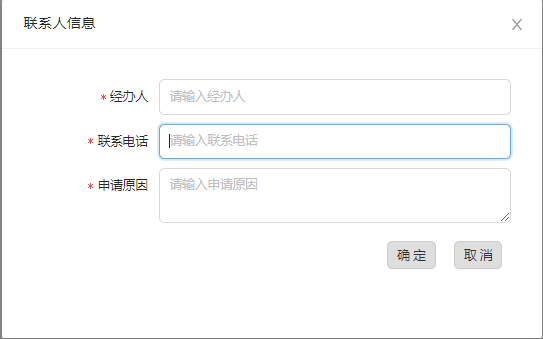 联系人信息
* 经办人 请输入经办人
* 联系电话 请输入联系电话
* 申请原因 请输入申请原因
确 定 取 消